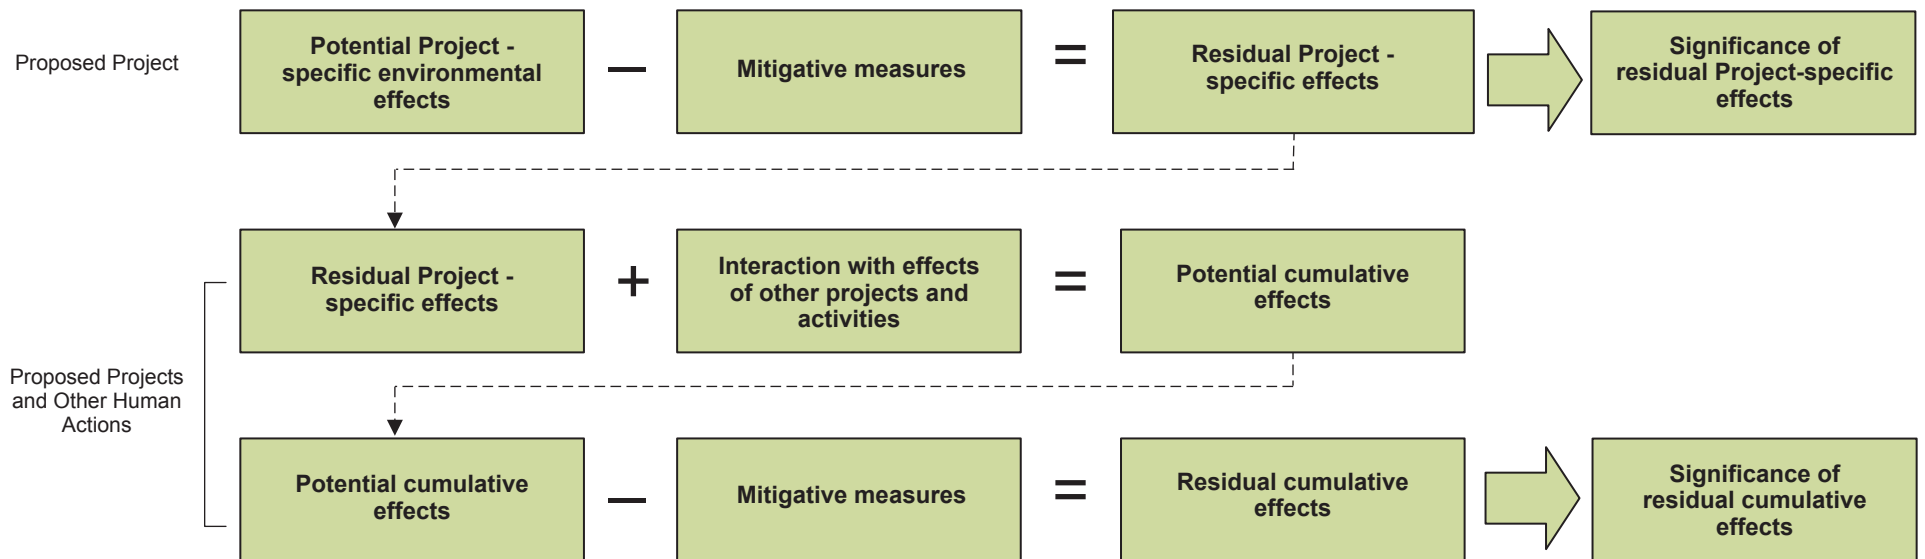 Proposed Project
Potential Project -
specific environmental
effects
—
Mitigative measures
=
Residual Project -
specific effects
Significance of
residual Project-specific
effects
Proposed Projects
and Other Human
Actions
Residual Project -
specific effects
+
Interaction with effects
of other projects and
activities
=
Potential cumulative
effects
Potential cumulative
effects
—
Mitigative measures
=
Residual cumulative
effects
Significance of
residual cumulative
effects